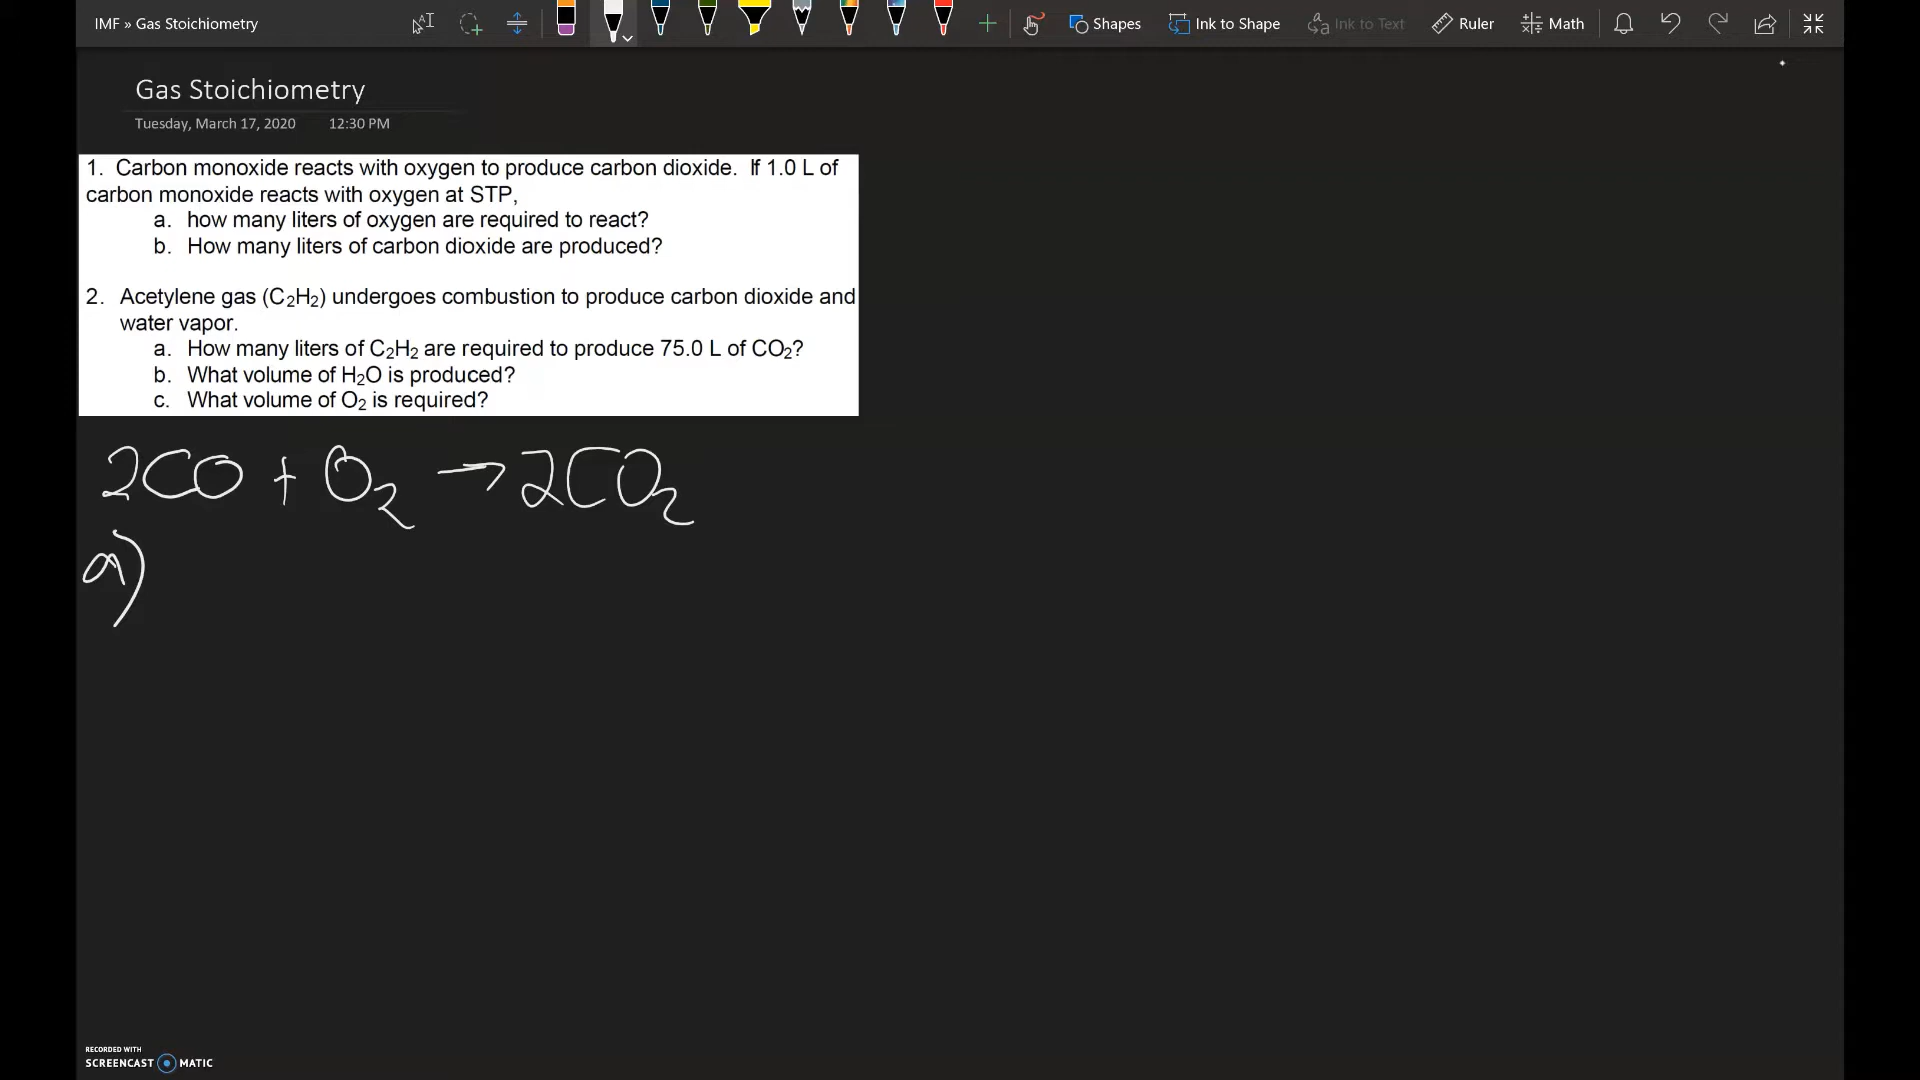 IMF » Gas Stoichiometry
Shapes
Ink to Shape
Ink to Text
Ruler
Math
Gas Stoichiometry
Tuesday, March 17, 2020 12:30 PM
1. Carbon monoxide reacts with oxygen to produce carbon dioxide. If 1.0 L of
carbon monoxide reacts with oxygen at STP,
a. how many liters of oxygen are required to react?
b. How many liters of carbon dioxide are produced?
2. Acetylene gas (C₂H₂) undergoes combustion to produce carbon dioxide and
water vapor.
a. How many liters of C₂H₂ are required to produce 75.0 L of CO₂?
b. What volume of H₂O is produced?
c. What volume of O₂ is required?
2CO + O₂ → 2CO₂
a)
RECORDED WITH
SCREENCAST MATIC